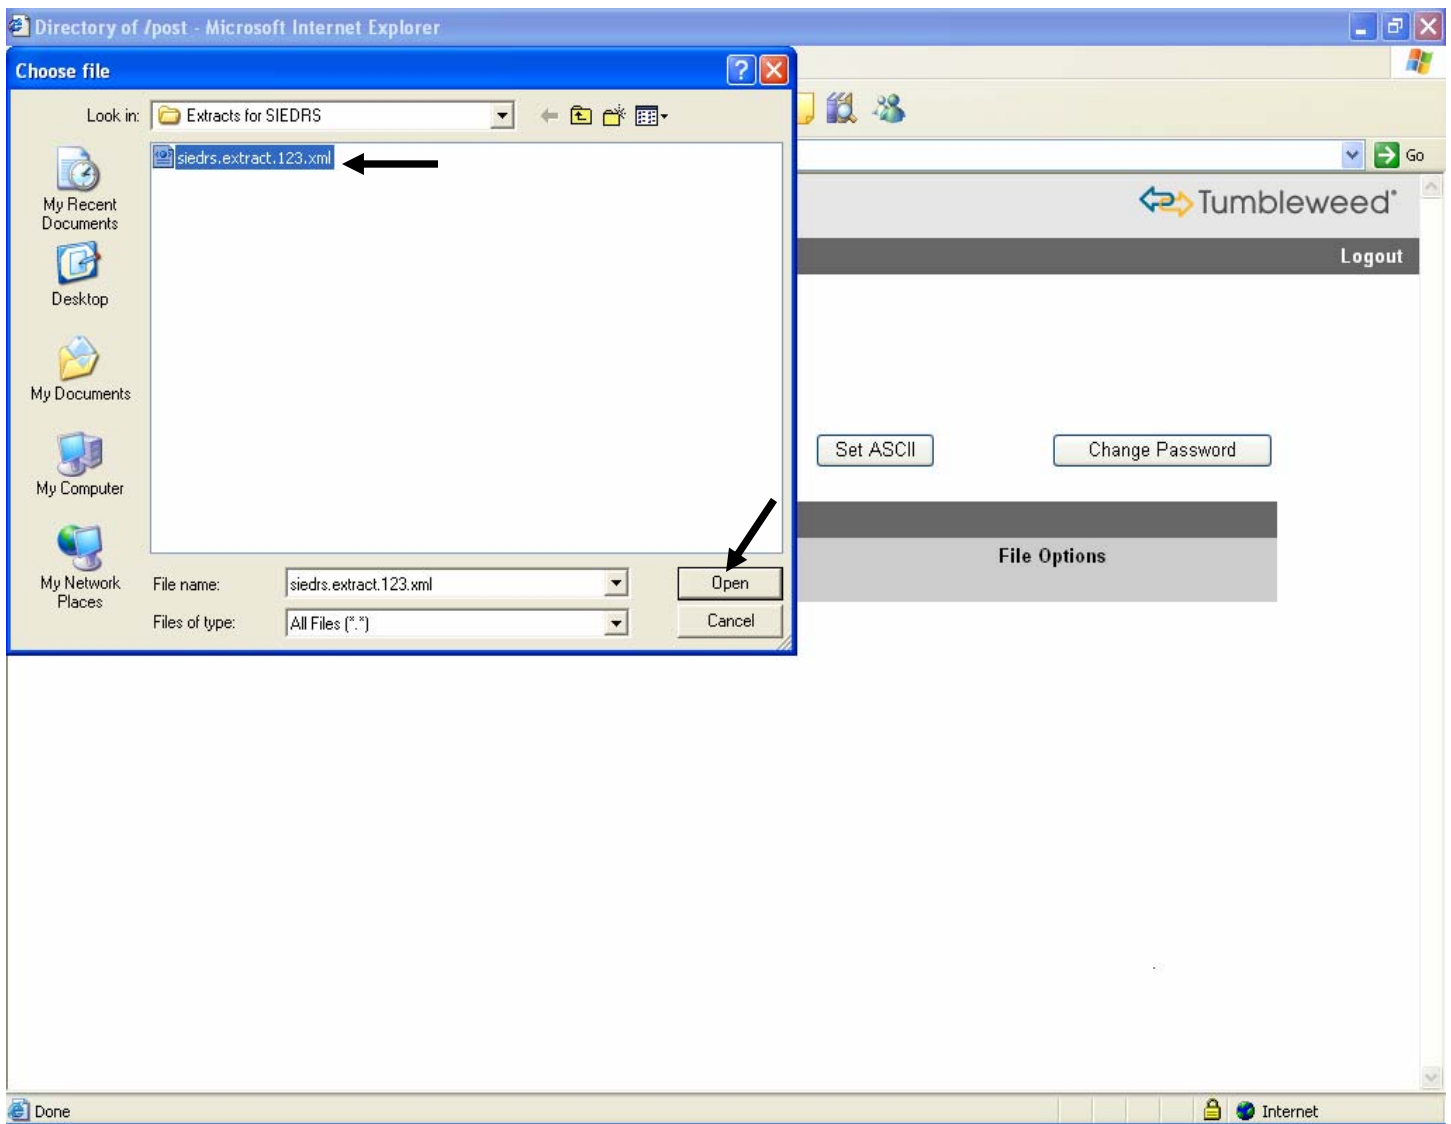 Directory of /post - Microsoft Internet Explorer
Choose file
Look in:
Extracts for SIEDRS
siedrs.extract.123.xml
Go
My Recent
Documents
Tumbleweed
Logout
Desktop
My Documents
Set ASCII
Change Password
My Computer
File Options
My Network
Places
File name:
siedrs.extract.123.xml
Open
Files of type:
All Files (*.*)
Cancel
Done
Internet